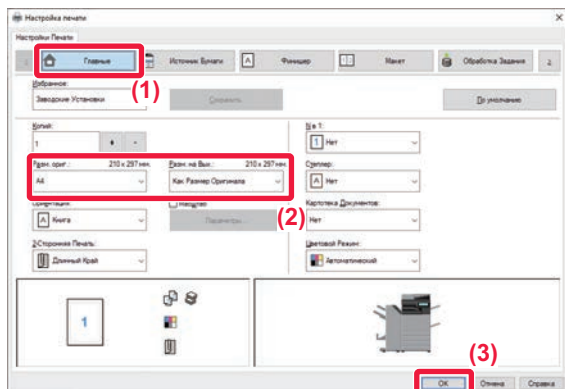 Настройка печати
Настройки Печати
Главные
Источник Бумаги
Финишер
Макет
Обработка Задания
(1)
Избранное:
Заводские Установки
Сохранить
По умолчанию
Копий:
1
N в 1:
1 Нет
Разм. ориг.: 210 x 297 мм.
Разм. на Вых.: 210 x 297 мм.
Степлер:
A4
Как Размер Оригинала
A Нет
(2)
Ориентация:
Масштаб
Картотека Документов:
A Книга
Параметры...
Нет
2-Сторонняя Печать:
Цветовой Режим:
Длинный Край
Автоматический
1
(3)
OK
Отмена
Справка